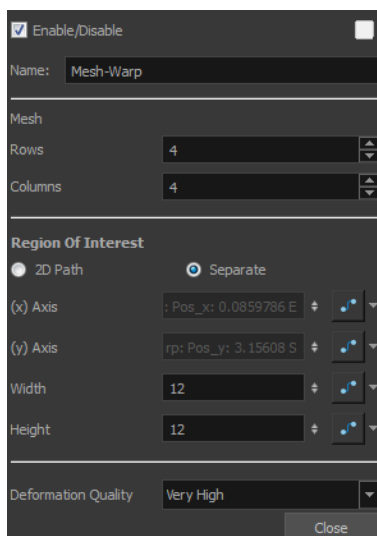 Enable/Disable
Name: Mesh-Warp
Mesh
Rows 4
Columns 4
Region Of Interest
2D Path Separate
(x) Axis : Pos_x: 0.0859786 E
(y) Axis rp: Pos_y: 3.15608 S
Width 12
Height 12
Deformation Quality Very High
Close